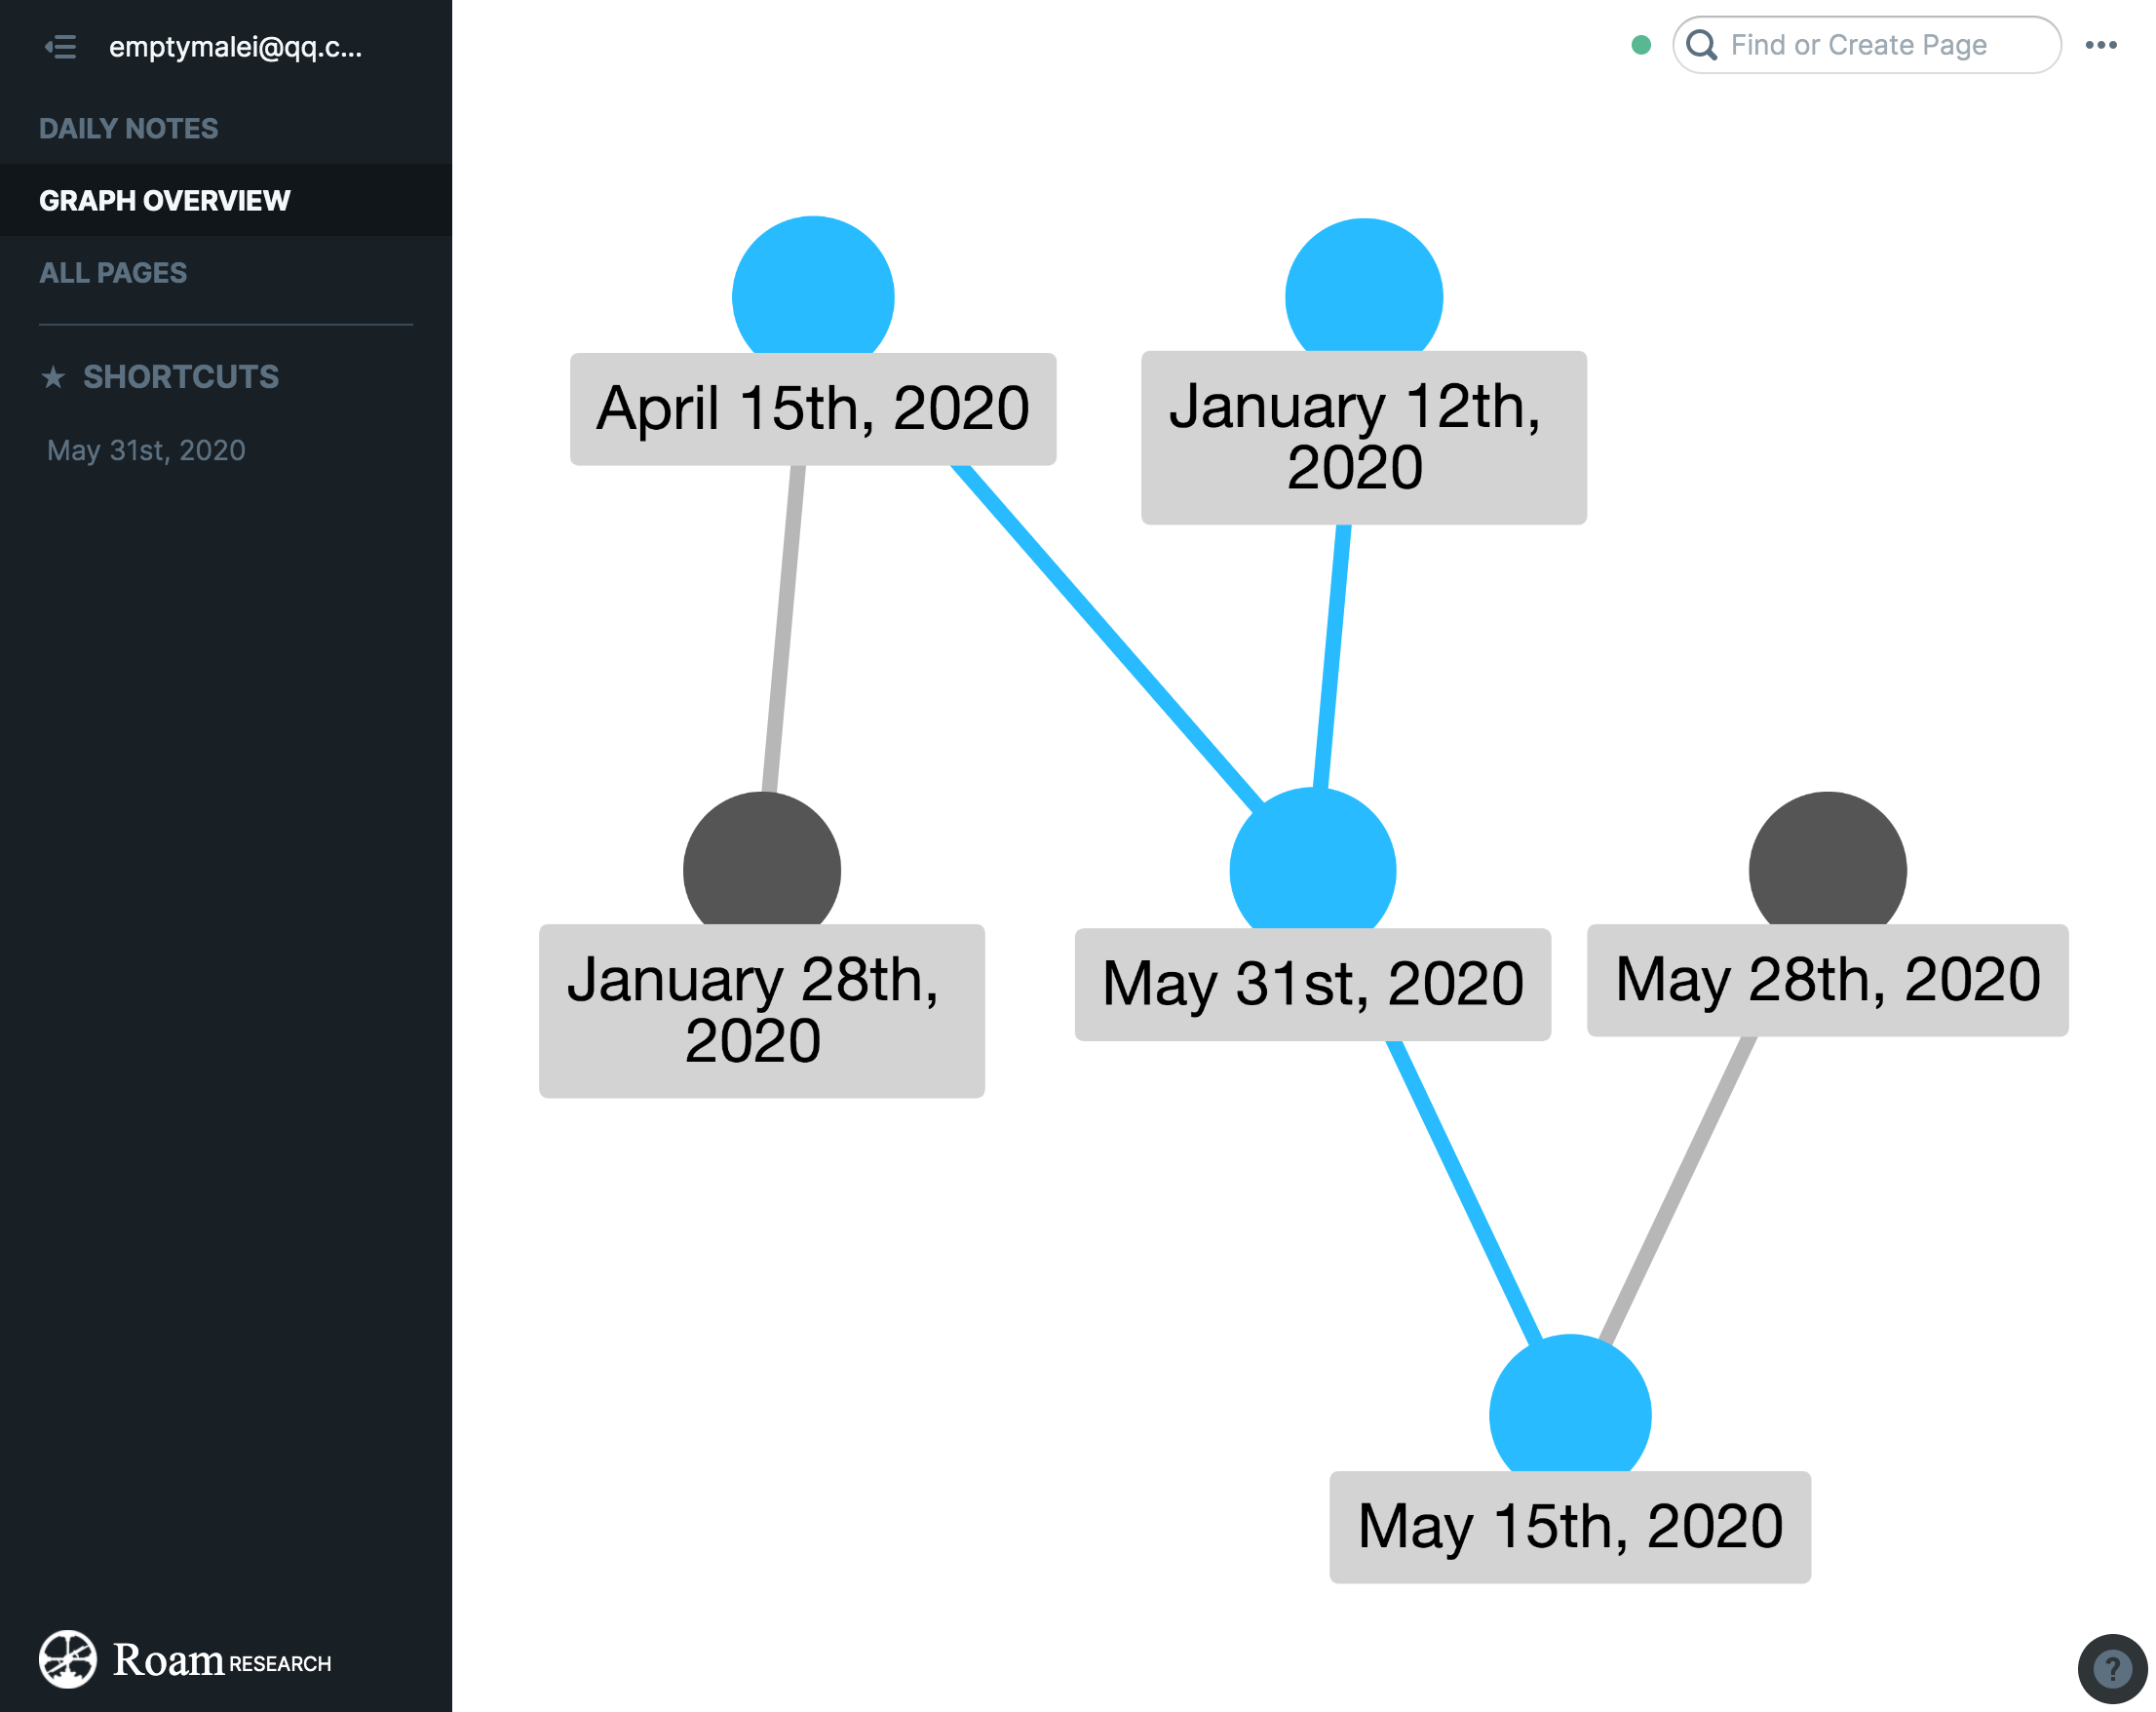 emptymalei@qq.c...
Find or Create Page
DAILY NOTES
GRAPH OVERVIEW
ALL PAGES
★ SHORTCUTS
May 31st, 2020
April 15th, 2020
January 12th,
2020
January 28th,
2020
May 31st, 2020
May 28th, 2020
May 15th, 2020
Roam RESEARCH
?